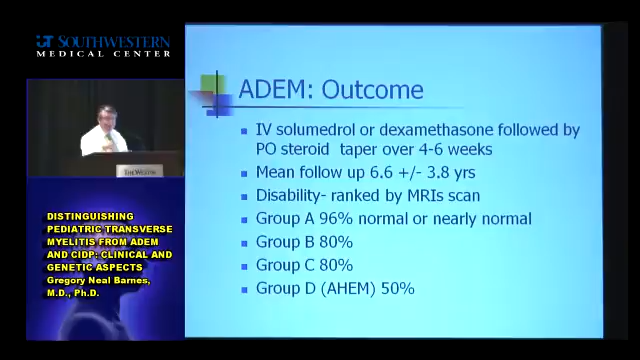 UT SOUTHWESTERN
MEDICAL CENTER
THE WESTIN
DISTINGUISHING
PEDIATRIC TRANSVERSE
MYELITIS FROM ADEM
AND CIDP: CLINICAL AND
GENETIC ASPECTS
Gregory Neal Barnes,
M.D., Ph.D.
ADEM: Outcome
IV solumedrol or dexamethasone followed by
PO steroid taper over 4-6 weeks
Mean follow up 6.6 +/- 3.8 yrs
Disability- ranked by MRIs scan
Group A 96% normal or nearly normal
Group B 80%
Group C 80%
Group D (AHEM) 50%